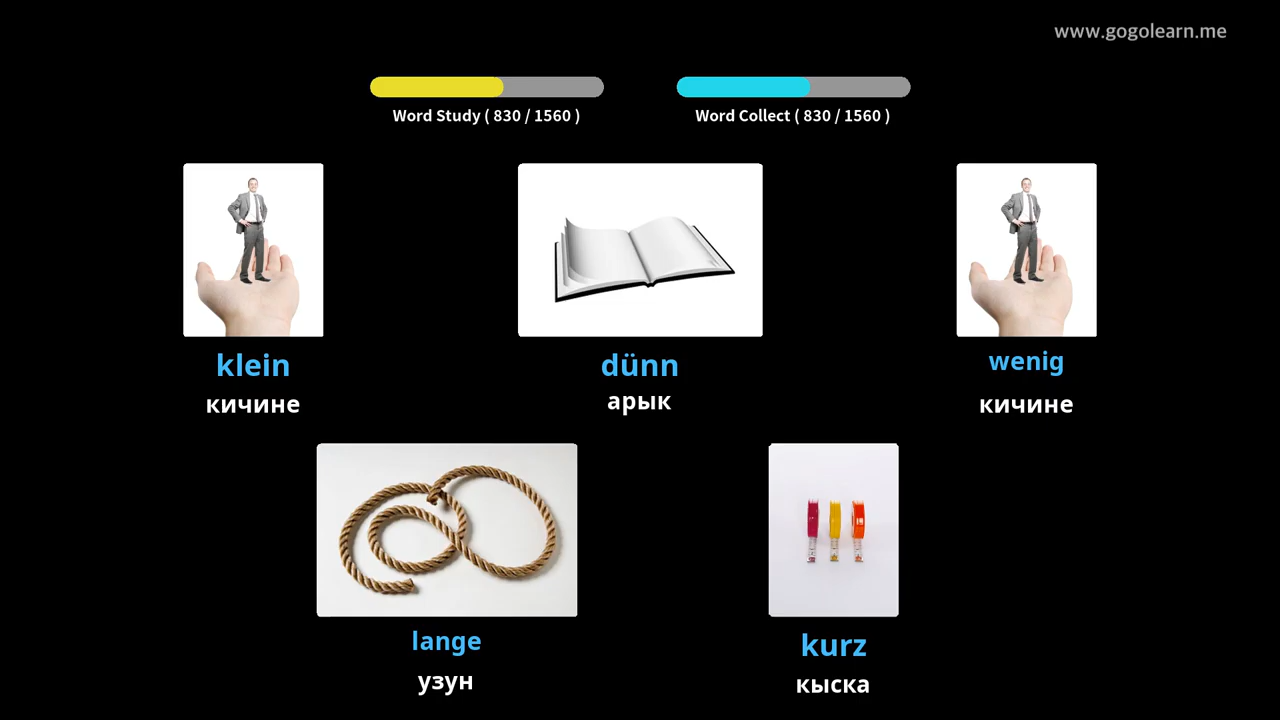 www.gogolearn.me
Word Study ( 830 / 1560 )
Word Collect ( 830 / 1560 )
klein
dünn
wenig
кичине
арык
кичине
lange
kurz
узун
кыска